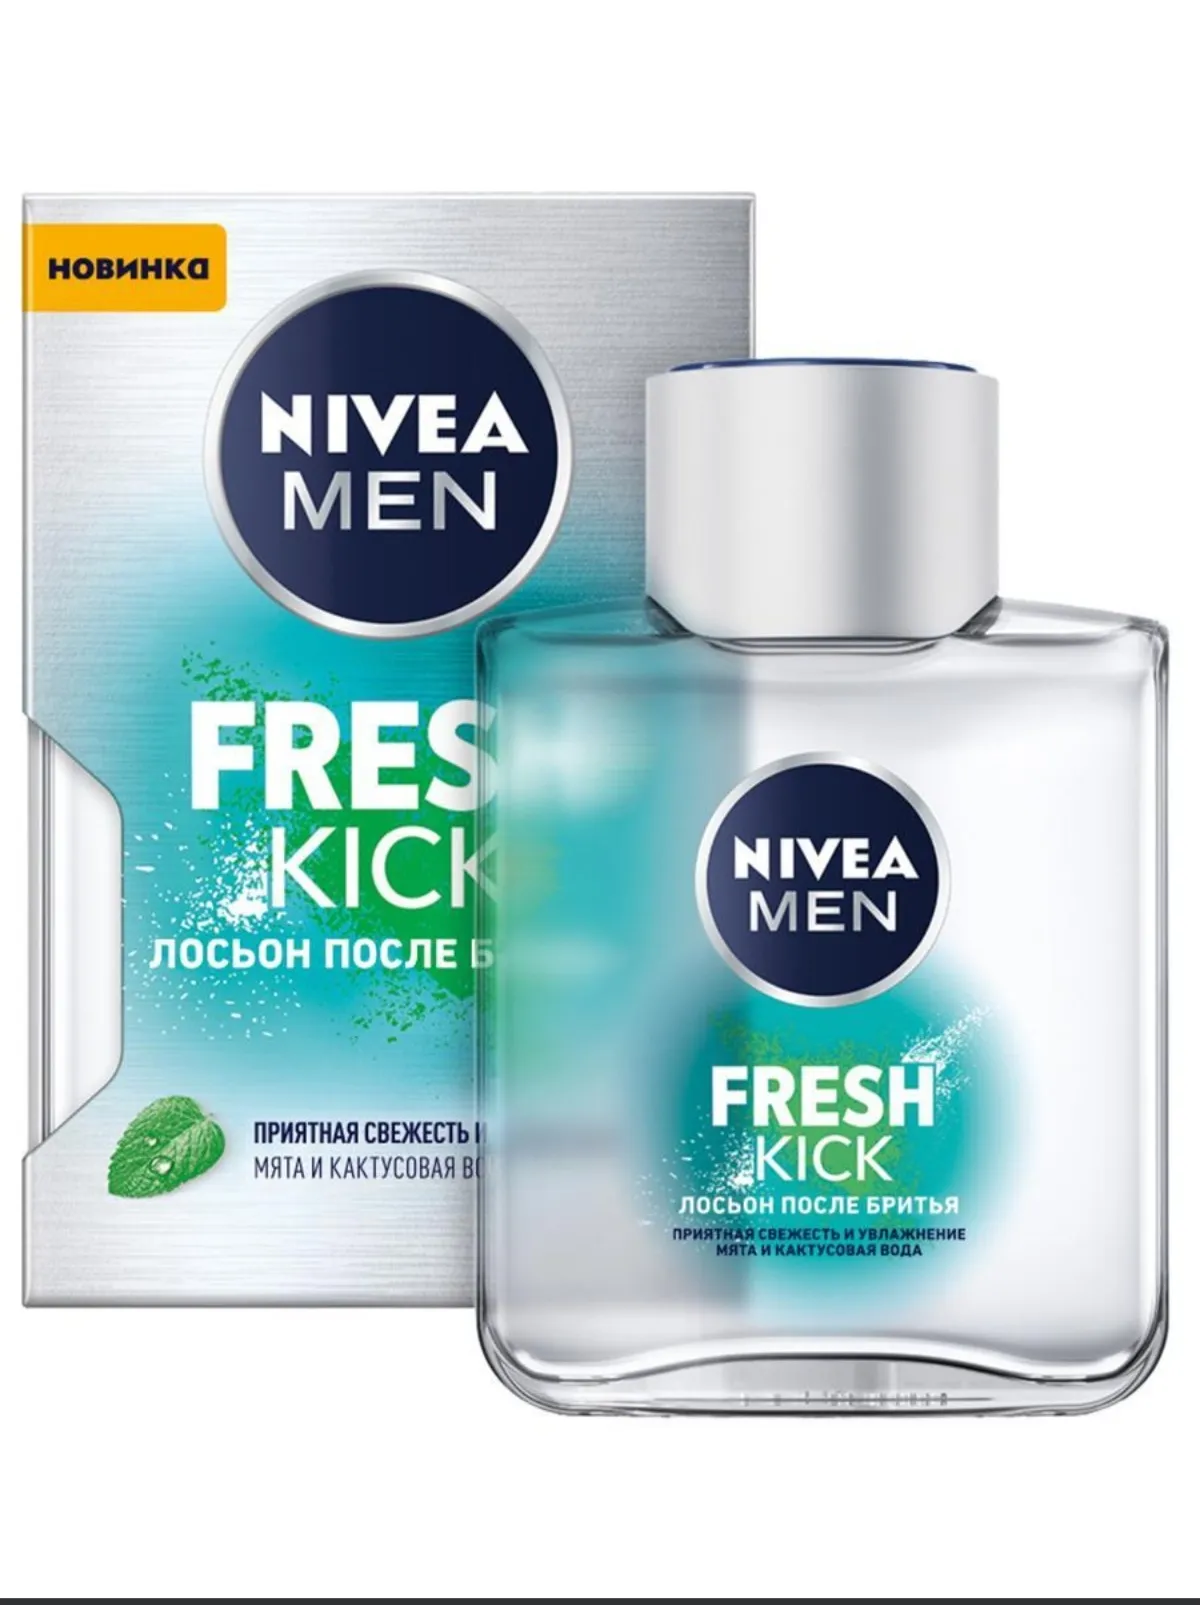 НОВИНКА
NIVEA
MEN
FRESH
KICK
ЛОСЬОН ПОСЛЕ Б
ПРИЯТНАЯ СВЕЖЕСТЬ И
МЯТА И КАКТУСОВАЯ ВО
NIVEA
MEN
FRESH
KICK
ЛОСЬОН ПОСЛЕ БРИТЬЯ
ПРИЯТНАЯ СВЕЖЕСТЬ И УВЛАЖНЕНИЕ
МЯТА И КАКТУСОВАЯ ВОДА